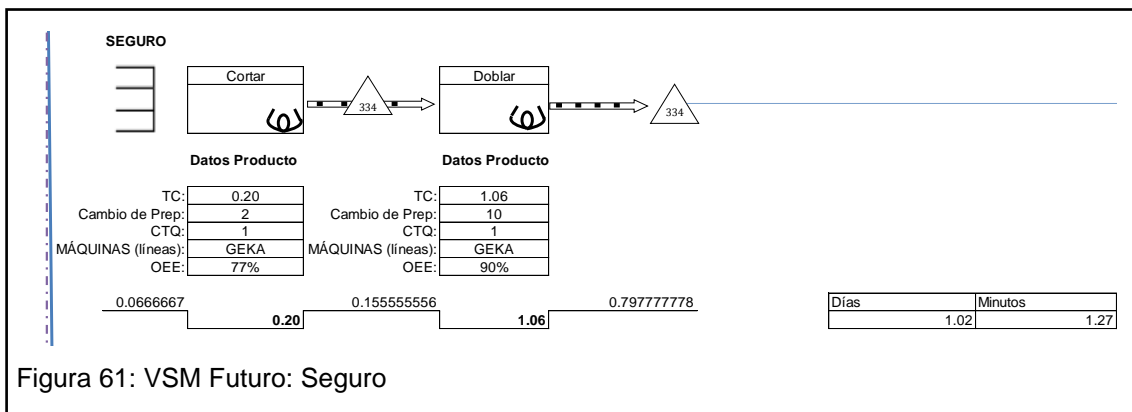 SEGURO
Cortar
334
Doblar
334
Datos Producto
Datos Producto
TC: 0.20 TC: 1.06
Cambio de Prep: 2 Cambio de Prep: 10
CTQ: 1 CTQ: 1
MÁQUINAS (líneas): GEKA MÁQUINAS (líneas): GEKA
OEE: 77% OEE: 90%
0.0666667 0.155555556 0.797777778
0.20 1.06
Días Minutos
1.02 1.27
Figura 61: VSM Futuro: Seguro